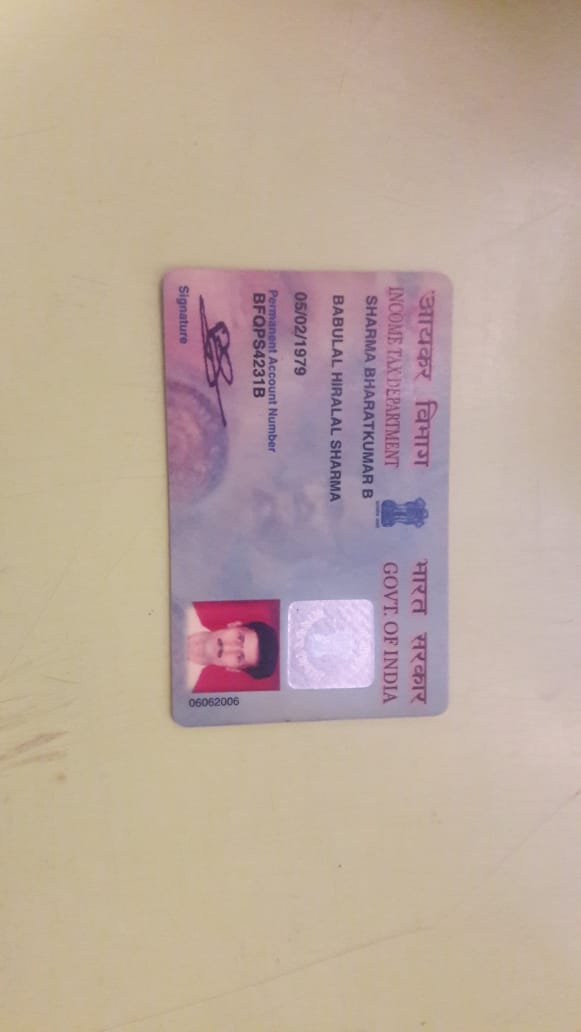 आयकर विभाग
INCOME TAX DEPARTMENT
भारत सरकार
GOVT. OF INDIA
SHARMA BHARATKUMAR B
BABULAL HIRALAL SHARMA
05/02/1979
Permanent Account Number
BFQPS4231B
Signature
06062006